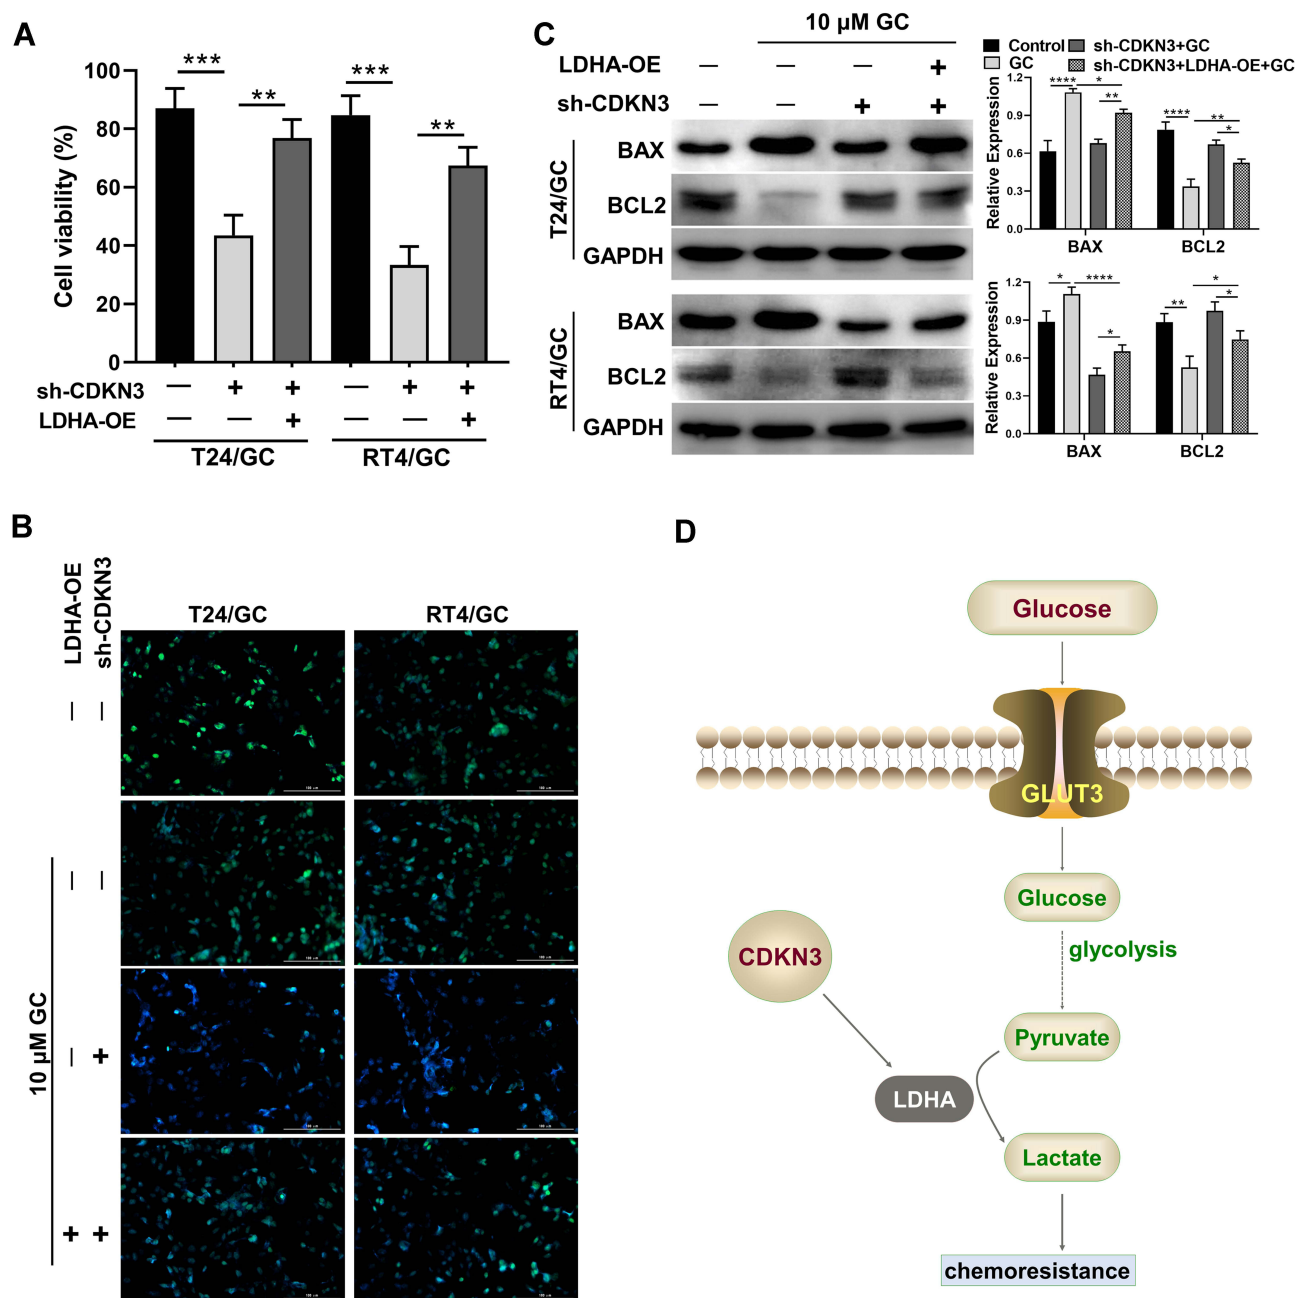 A
***
**
***
**
Cell viability (%)
100
80
60
40
20
0
sh-CDKN3 — + + — + +
LDHA-OE — — + — — +
T24/GC RT4/GC
C
10 µM GC
LDHA-OE — — — +
sh-CDKN3 — — + +
T24/GC
BAX
BCL2
GAPDH
RT4/GC
BAX
BCL2
GAPDH
Control sh-CDKN3+GC
GC sh-CDKN3+LDHA-OE+GC
Relative Expression
1.2
0.9
0.6
0.3
0.0
**** * **
**** ** *
BAX BCL2
Relative Expression
1.2
0.9
0.6
0.3
0.0
* **** *
** * *
BAX BCL2
B
LDHA-OE
sh-CDKN3
T24/GC RT4/GC
— —
10 µM GC
— —
— +
+ +
100 µm 100 µm
D
Glucose
GLUT3
Glucose
glycolysis
CDKN3
Pyruvate
LDHA
Lactate
chemoresistance